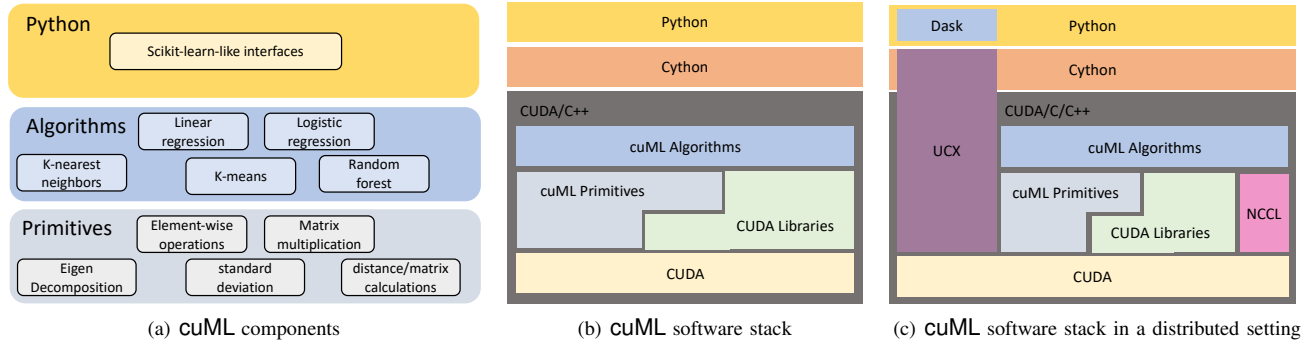 Python
Scikit-learn-like interfaces
Algorithms
Linear
regression
Logistic
regression
K-nearest
neighbors
K-means
Random
forest
Primitives
Element-wise
operations
Matrix
multiplication
Eigen
Decomposition
standard
deviation
distance/matrix
calculations
(a) cuML components
Python
Cython
CUDA/C++
cuML Algorithms
cuML Primitives
CUDA Libraries
CUDA
(b) cuML software stack
Dask
Python
Cython
UCX
CUDA/C/C++
cuML Algorithms
cuML Primitives
CUDA Libraries
NCCL
CUDA
(c) cuML software stack in a distributed setting